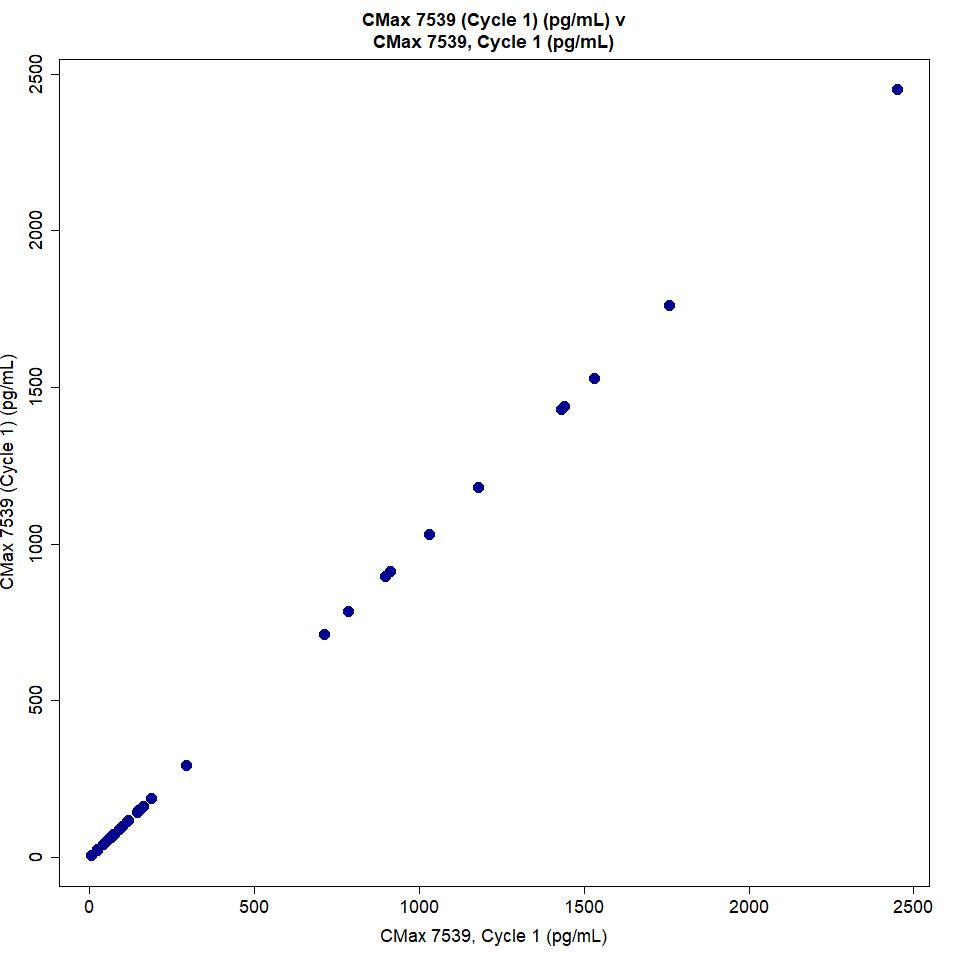 CMax 7539 (Cycle 1) (pg/mL) v
CMax 7539, Cycle 1 (pg/mL)
2500
2000
1500
1000
500
0
CMax 7539 (Cycle 1) (pg/mL)
0 500 1000 1500 2000 2500
CMax 7539, Cycle 1 (pg/mL)